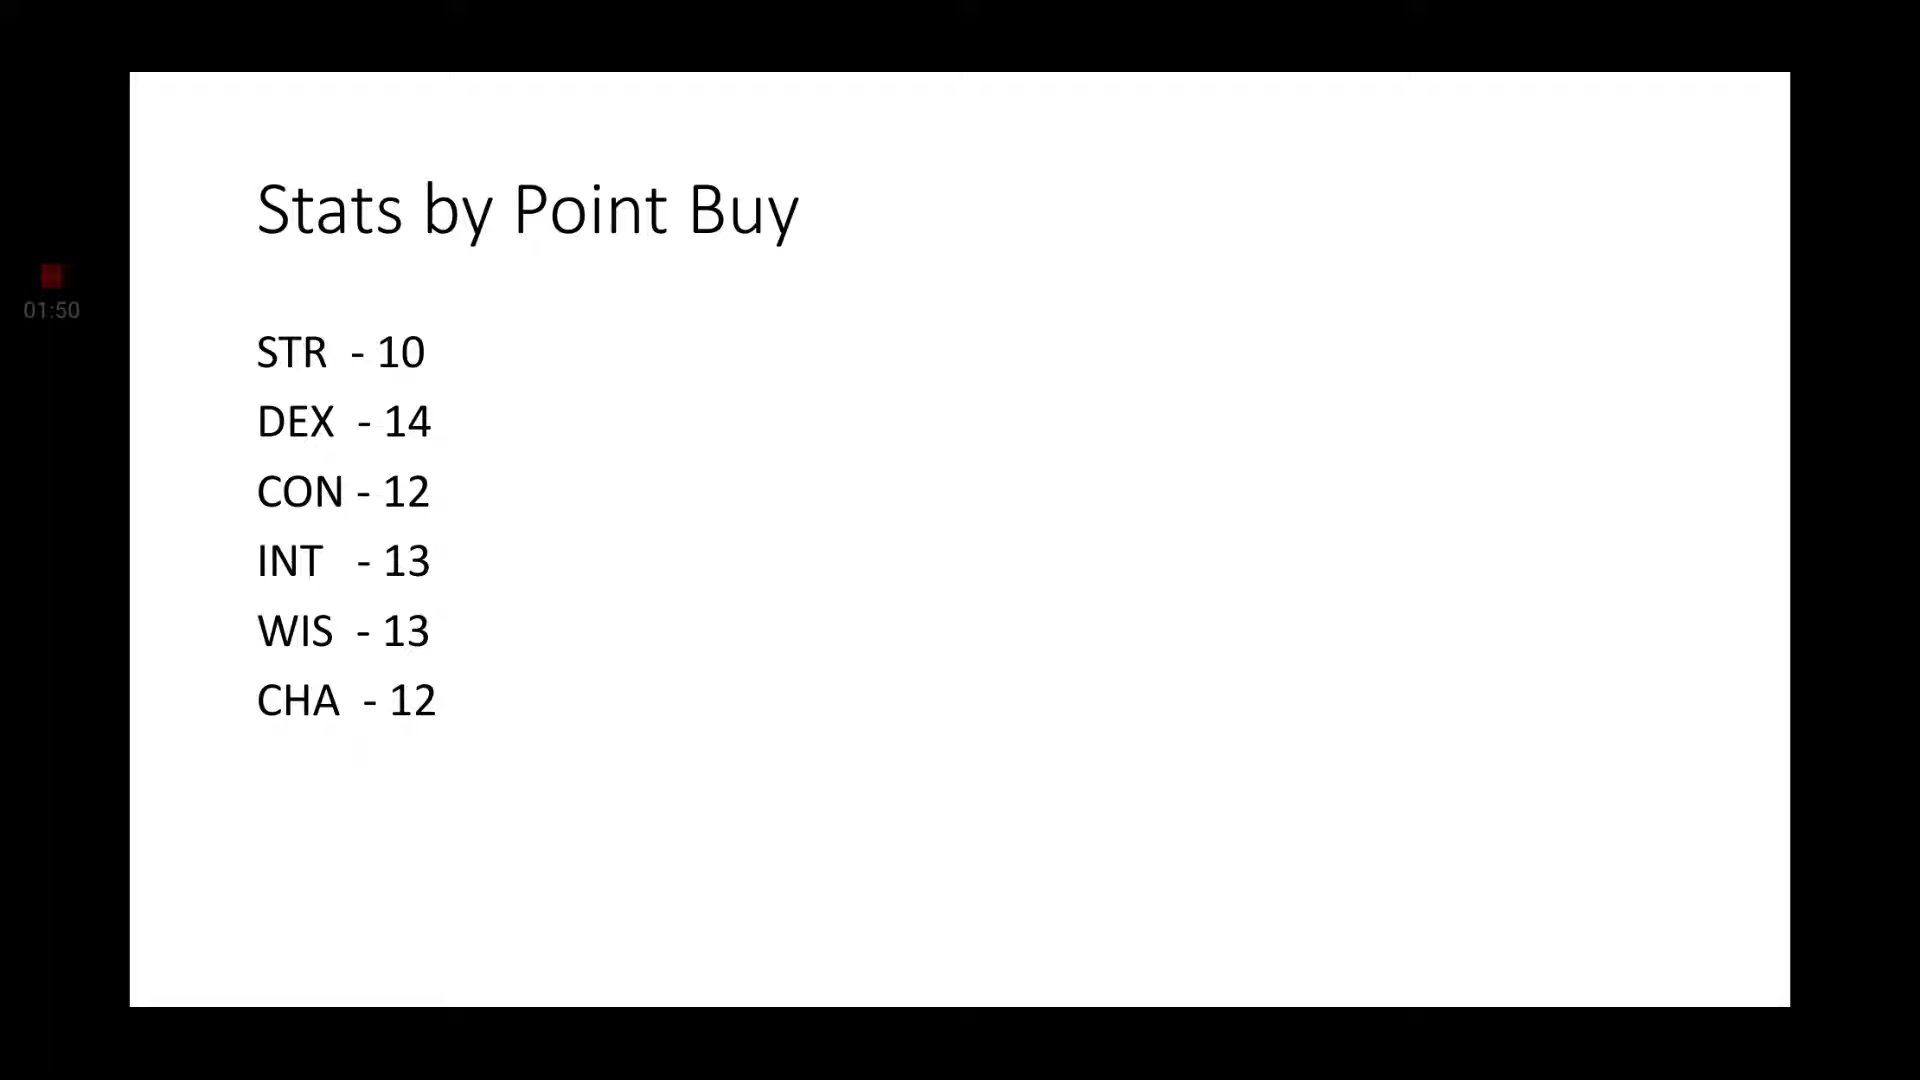 Stats by Point Buy
01:50
STR - 10
DEX - 14
CON - 12
INT - 13
WIS - 13
CHA - 12